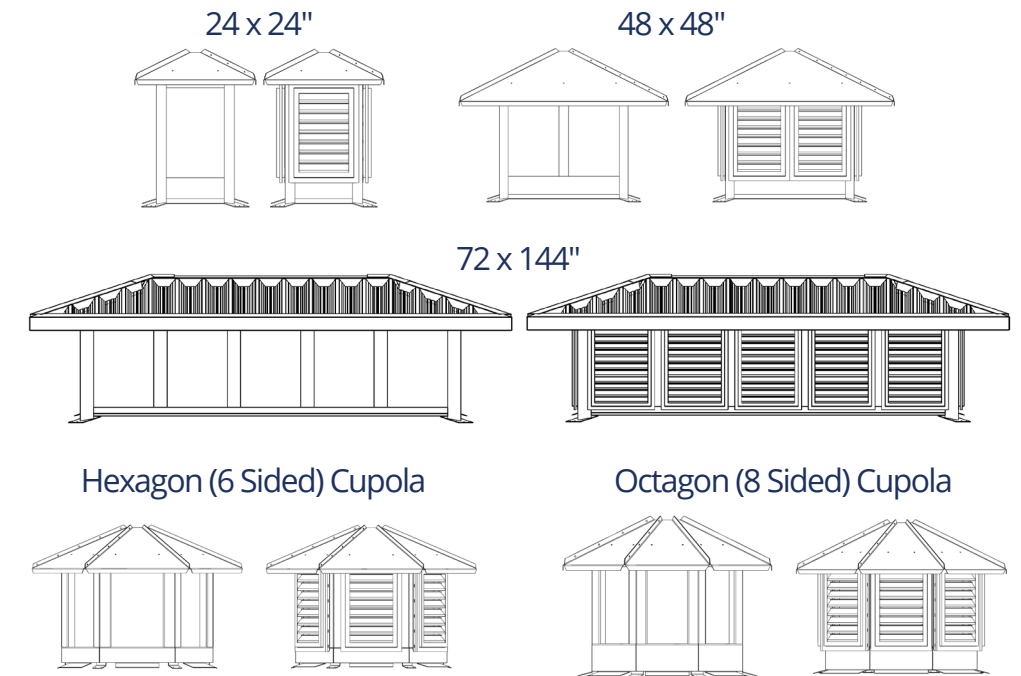 24 x 24"
48 x 48"
72 x 144"
Hexagon (6 Sided) Cupola
Octagon (8 Sided) Cupola